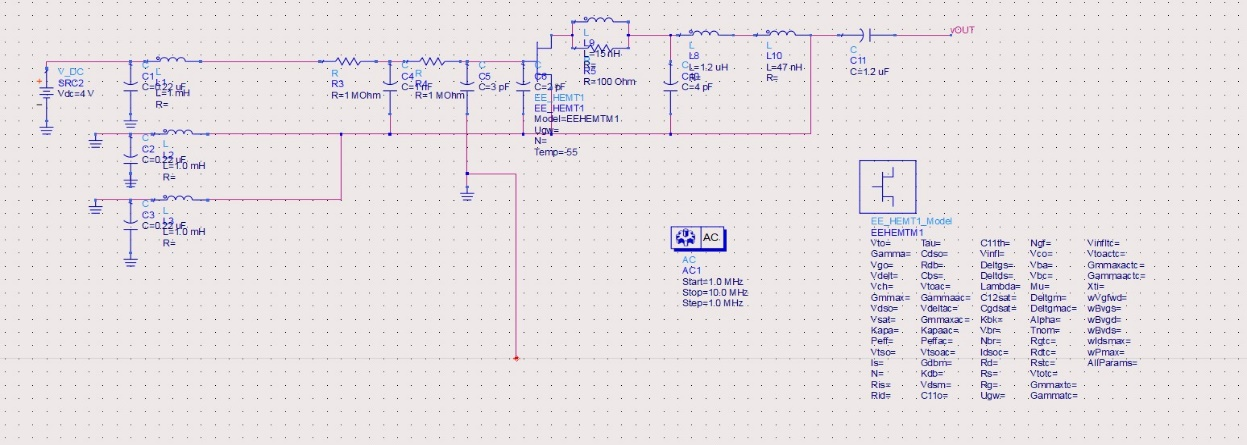 V_DC
SRC2
Vdc=4 V
+
–
C
C1
C=0.22 uF
L
L1
L=1 mH
R=
R
R3
R=1 MOhm
C
C4
R
R4
R=1 MOhm
C
C5
C=3 pF
C
C6
C=2 pF
EE_HEMT1
EE_HEMT1
Model=EEHEMTM1
Ugw=
N=
Temp=-55
L
L9
L=15 nH
R=
R
R5
R=100 Ohm
C
C=4 pF
L
L8
L=1.2 uH
R=
L
L10
L=47 nH
R=
C
C11
C=1.2 uF
vOUT
C
C2
C=0.22 uF
L
L2
L=1.0 mH
R=
C
C3
C=0.22 uF
L
L3
L=1.0 mH
R=
AC
AC
AC1
Start=1.0 MHz
Stop=10.0 MHz
Step=1.0 MHz
EE_HEMT1_Model
EEHEMTM1
Vto= Tau= C11th= Ngf= Vinfltc=
Gamma= Cdso= Vinfl= Vco= Vtoactc=
Vgo= Rdb= Deltgs= Vba= Gmmaxactc=
Vdelt= Cbs= Deltds= Vbc= Gammaactc=
Vch= Vtoac= Lambda= Mu= Xti=
Gmmax= Gammaac= C12sat= Deltgm= wVgfwd=
Vdso= Vdeltac= Cgdsat= Deltgmac= wBvgs=
Vsat= Gmmaxac= Kbk= Alpha= wBvgd=
Kapa= Kapaac= Vbr= Tnom= wBvds=
Peff= Peffac= Nbr= Rgtc= wIdsmax=
Vtso= Vtsoac= Idsoc= Rdtc= wPmax=
Is= Gdbm= Rd= Rstc= AllParams=
N= Kdb= Rs= Vtotc=
Ris= Vdsm= Rg= Gmmaxtc=
Rid= C11o= Ugw= Gammatc=